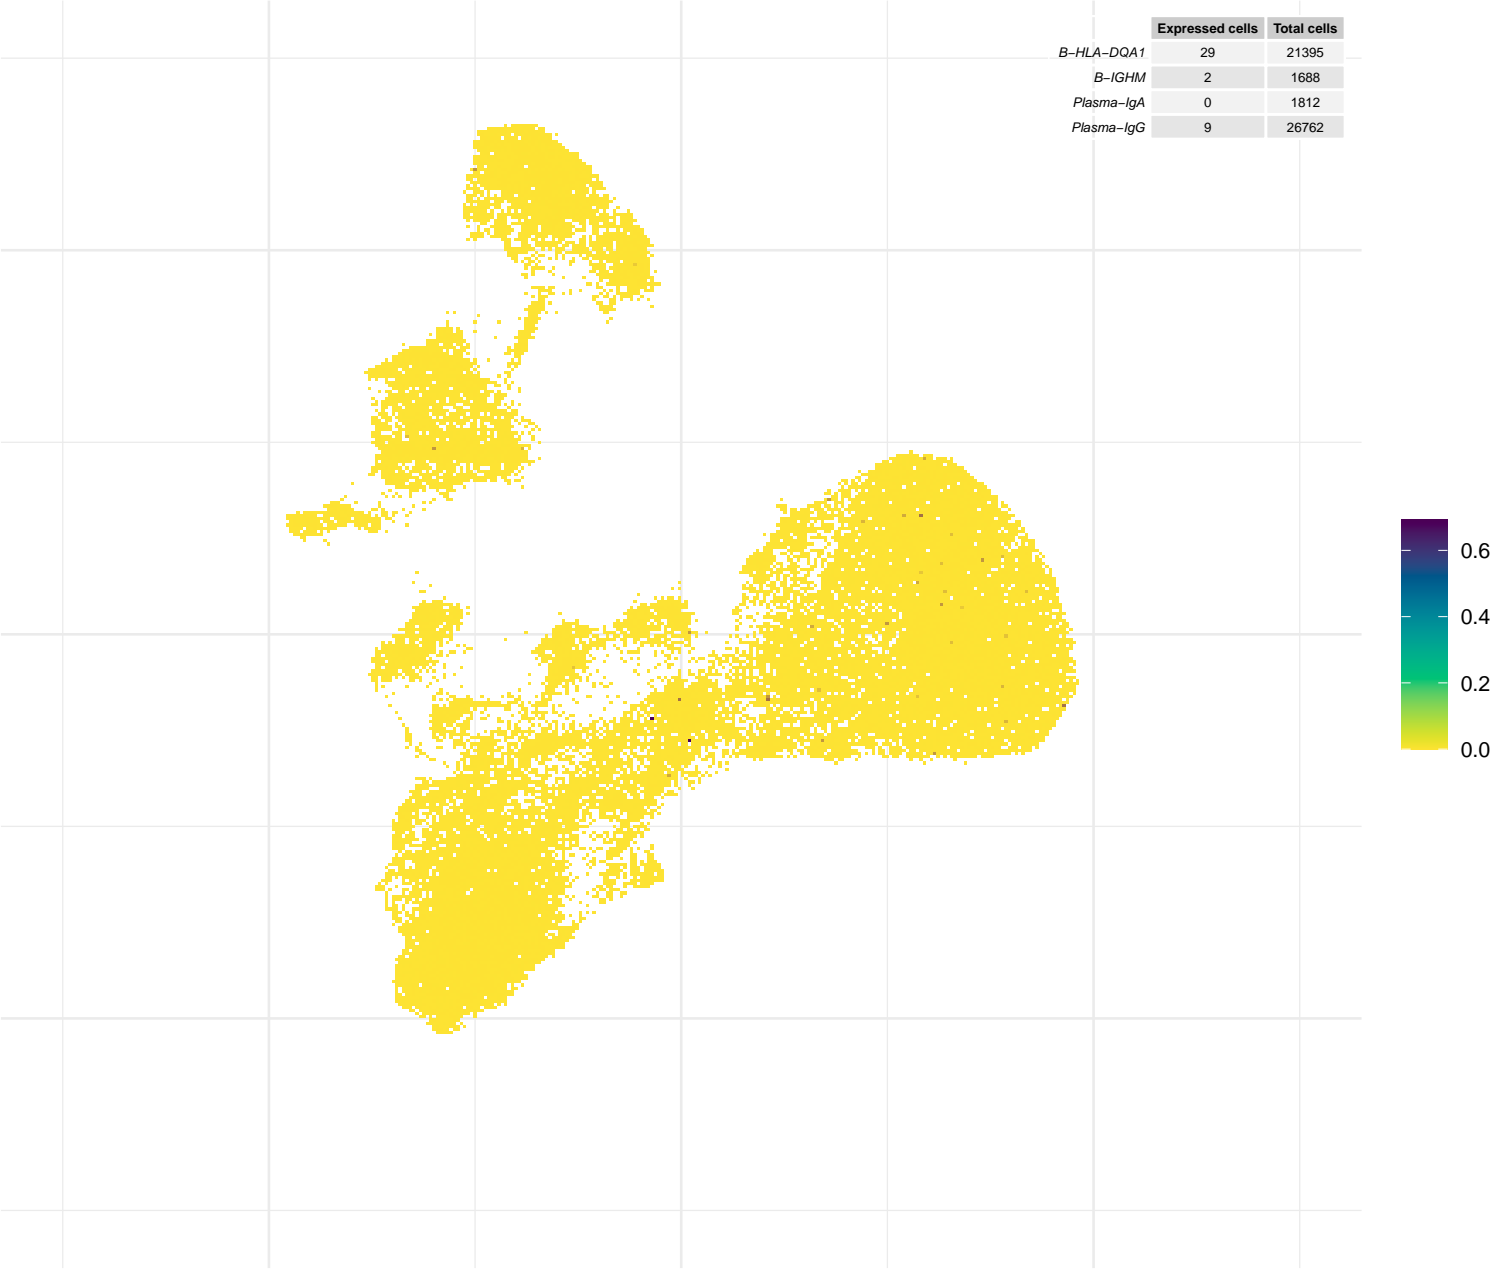 Expressed cells Total cells
B−HLA−DQA1 29 21395
B−IGHM 2 1688
Plasma−IgA 0 1812
Plasma−IgG 9 26762
0.6
0.4
0.2
0.0